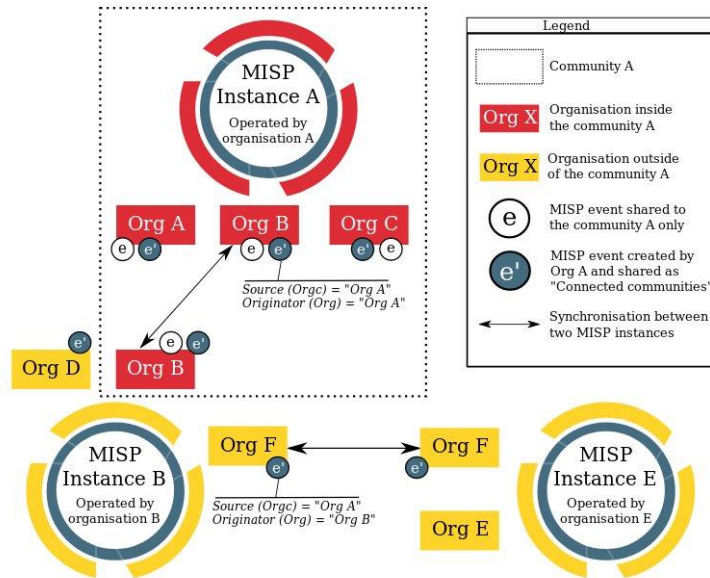 MISP
Instance A
Operated by
organisation A
Org A
Org B
Org C
e
e'
e
e'
e'
e
Source (Orgc) = "Org A"
Originator (Org) = "Org A"
e'
Org D
e
e'
Org B
MISP
Instance B
Operated by
organisation B
Org F
e'
Source (Orgc) = "Org A"
Originator (Org) = "Org B"
Org F
e'
Org E
MISP
Instance E
Operated by
organisation E
Legend
Community A
Org X
Organisation inside
the community A
Org X
Organisation outside
of the community A
e
MISP event shared to
the community A only
e'
MISP event created by
Org A and shared as
"Connected communities"
Synchronisation between
two MISP instances